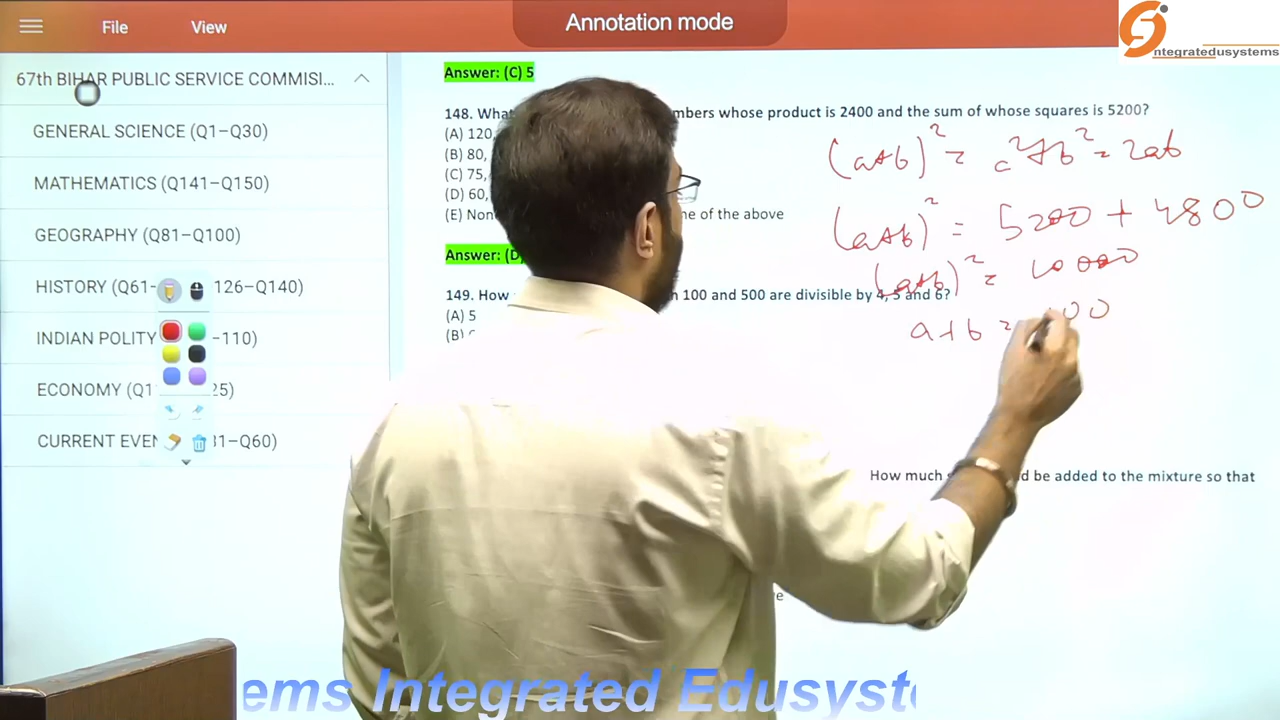 Annotation mode
File
View
ntegratedusystems
67th BIHAR PUBLIC SERVICE COMMISI...
GENERAL SCIENCE (Q1–Q30)
MATHEMATICS (Q141–Q150)
GEOGRAPHY (Q81–Q100)
HISTORY (Q61- 126–Q140)
INDIAN POLITY –110)
ECONOMY (Q1 25)
CURRENT EVEN 31–Q60)
Answer: (C) 5
148. What mbers whose product is 2400 and the sum of whose squares is 5200?
(A) 120,
(B) 80,
(C) 75,
(D) 60,
(E) Non ne of the above
Answer: (D
(a+b)² = a²+b² = 2ab
(a+b)² = 5200 + 4800
(a+b)² = 10000
a+b = 100
149. How n 100 and 500 are divisible by 4, 5 and 6?
(A) 5
(B)
How much d be added to the mixture so that
ems Integrated Edusyste